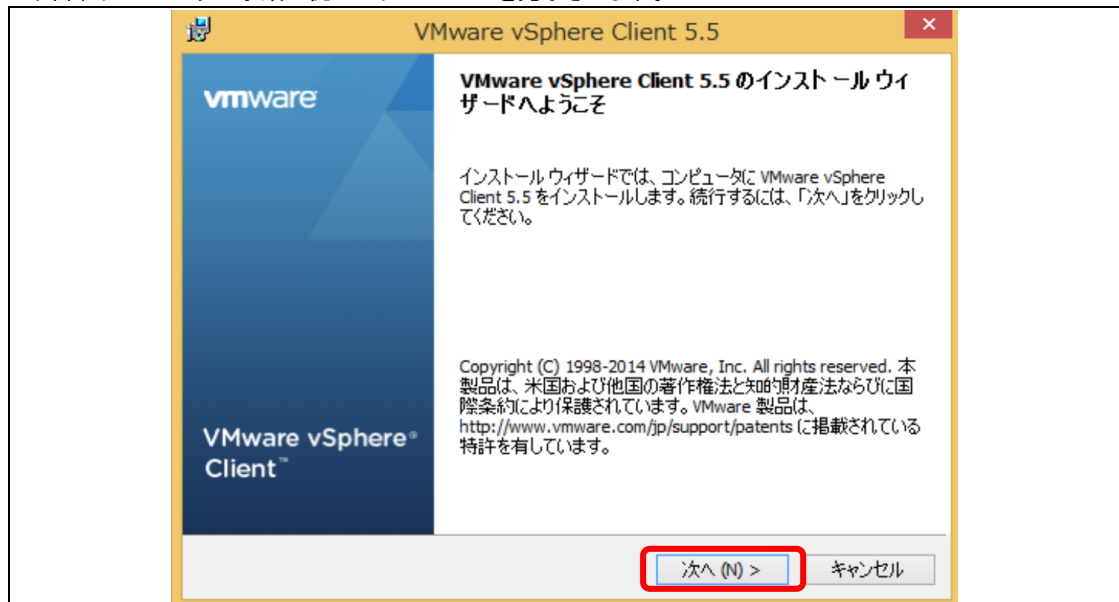 VMware vSphere Client 5.5
vmware
VMware vSphere Client 5.5 のインストール ウィ
ザードへようこそ
インストール ウィザードでは、コンピュータに VMware vSphere
Client 5.5 をインストールします。続行するには、「次へ」をクリックし
てください。
Copyright (C) 1998-2014 VMware, Inc. All rights reserved. 本
製品は、米国および他国の著作権法と知的財産法ならびに国
際条約により保護されています。VMware 製品は、
http://www.vmware.com/jp/support/patents に掲載されている
特許を有しています。
VMware vSphere®
Client™
次へ (N) >
キャンセル